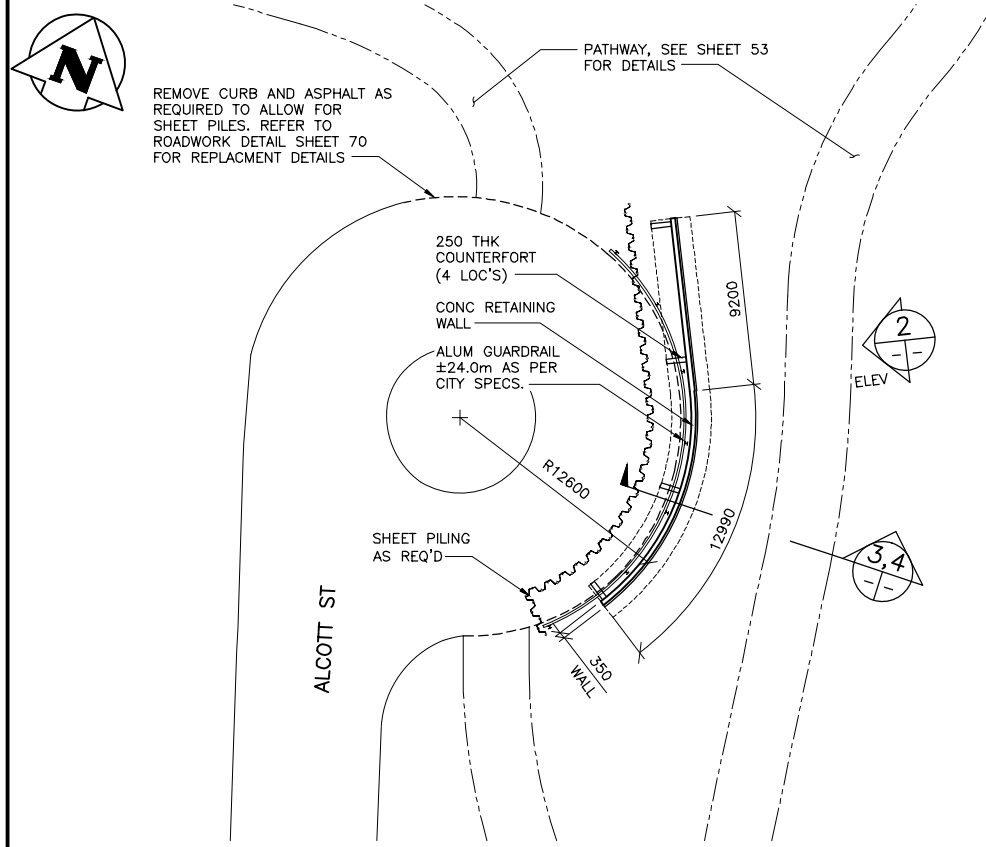 N
PATHWAY, SEE SHEET 53
FOR DETAILS
REMOVE CURB AND ASPHALT AS
REQUIRED TO ALLOW FOR
SHEET PILES. REFER TO
ROADWORK DETAIL SHEET 70
FOR REPLACMENT DETAILS
250 THK
COUNTERFORT
(4 LOC'S)
CONC RETAINING
WALL
ALUM GUARDRAIL
±24.0m AS PER
CITY SPECS.
9200
2
--
ELEV
R12600
12990
SHEET PILING
AS REQ'D
3,4
--
ALCOTT ST
350
WALL